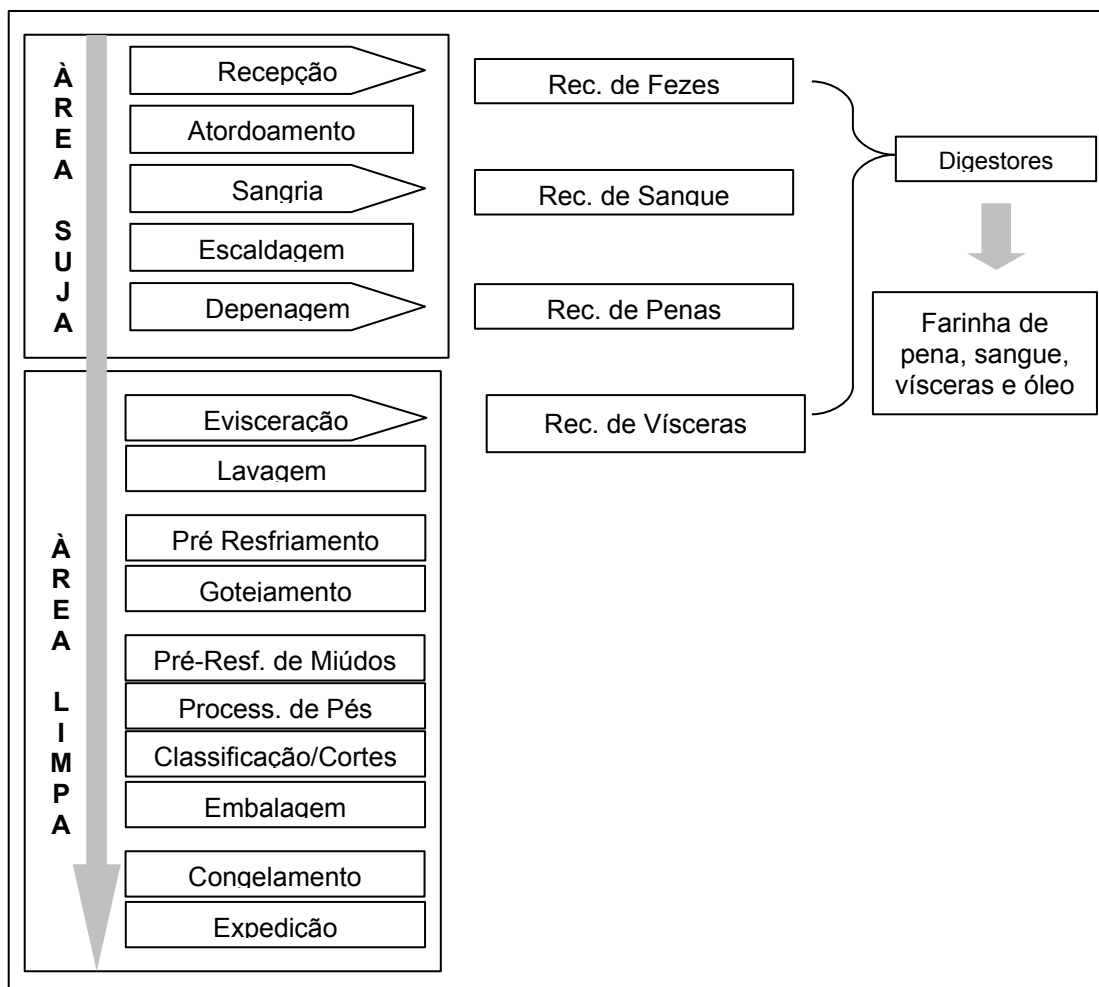 ÀREA SUJA
Recepção
Atordoamento
Sangria
Escaldagem
Depenagem
Rec. de Fezes
Rec. de Sangue
Rec. de Penas
Rec. de Vísceras
Digestores
Farinha de
pena, sangue,
vísceras e óleo
ÀREA LIMPA
Evisceração
Lavagem
Pré Resfriamento
Gotejamento
Pré-Resf. de Miúdos
Process. de Pés
Classificação/Cortes
Embalagem
Congelamento
Expedição